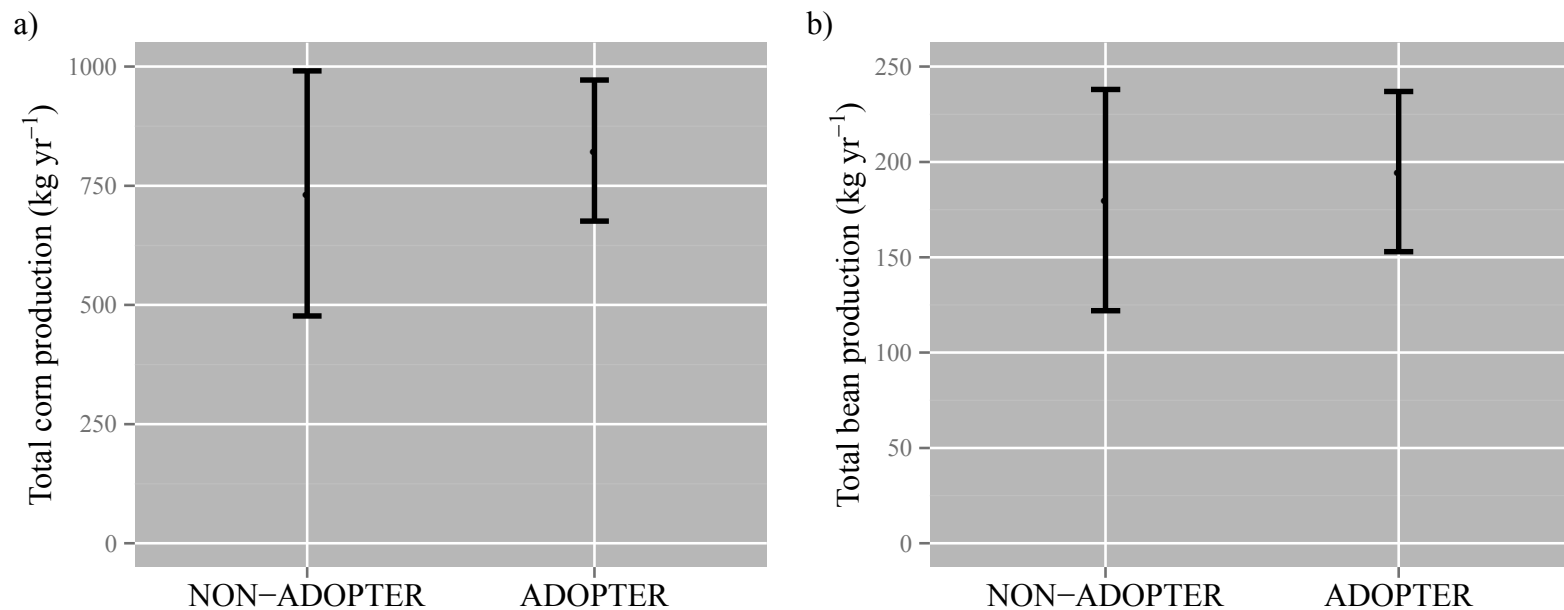 a)
Total corn production (kg yr⁻¹)
1000
750
500
250
0
NON−ADOPTER
ADOPTER
b)
Total bean production (kg yr⁻¹)
250
200
150
100
50
0
NON−ADOPTER
ADOPTER